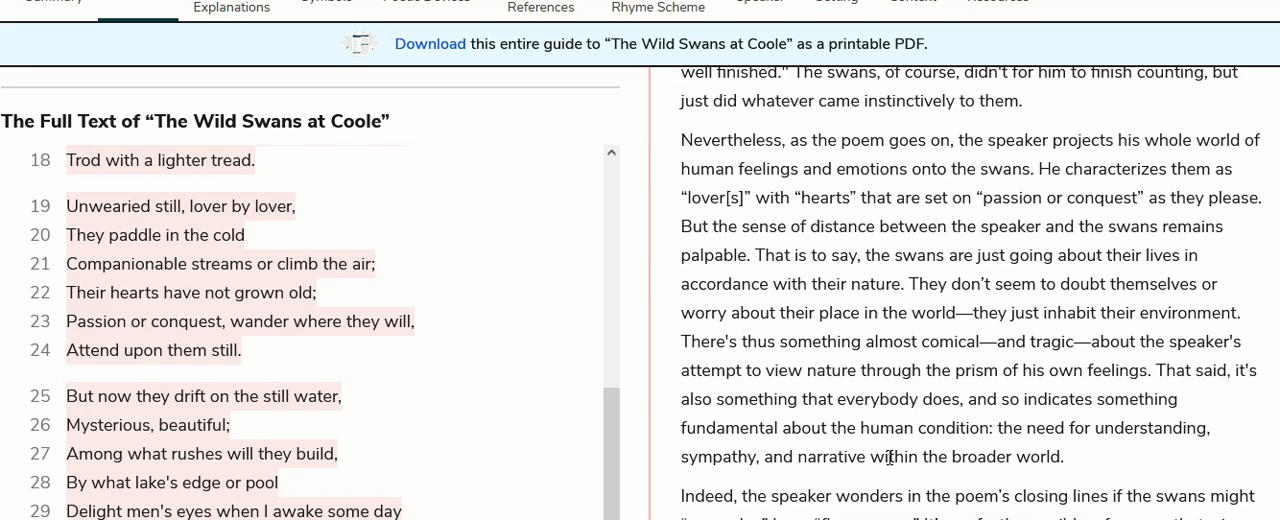 Explanations
References
Rhyme Scheme
Download this entire guide to “The Wild Swans at Coole” as a printable PDF.
The Full Text of “The Wild Swans at Coole”
18 Trod with a lighter tread.
19 Unwearied still, lover by lover,
20 They paddle in the cold
21 Companionable streams or climb the air;
22 Their hearts have not grown old;
23 Passion or conquest, wander where they will,
24 Attend upon them still.
25 But now they drift on the still water,
26 Mysterious, beautiful;
27 Among what rushes will they build,
28 By what lake's edge or pool
29 Delight men's eyes when I awake some day
well finished." The swans, of course, didn't for him to finish counting, but
just did whatever came instinctively to them.
Nevertheless, as the poem goes on, the speaker projects his whole world of
human feelings and emotions onto the swans. He characterizes them as
“lover[s]” with “hearts” that are set on “passion or conquest” as they please.
But the sense of distance between the speaker and the swans remains
palpable. That is to say, the swans are just going about their lives in
accordance with their nature. They don’t seem to doubt themselves or
worry about their place in the world—they just inhabit their environment.
There's thus something almost comical—and tragic—about the speaker's
attempt to view nature through the prism of his own feelings. That said, it's
also something that everybody does, and so indicates something
fundamental about the human condition: the need for understanding,
sympathy, and narrative within the broader world.
Indeed, the speaker wonders in the poem’s closing lines if the swans might